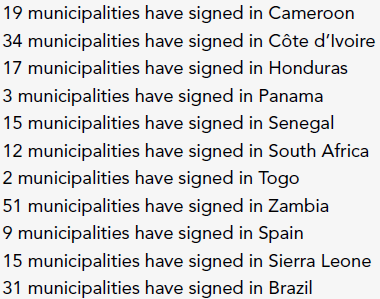 19 municipalities have signed in Cameroon
34 municipalities have signed in Côte d’Ivoire
17 municipalities have signed in Honduras
3 municipalities have signed in Panama
15 municipalities have signed in Senegal
12 municipalities have signed in South Africa
2 municipalities have signed in Togo
51 municipalities have signed in Zambia
9 municipalities have signed in Spain
15 municipalities have signed in Sierra Leone
31 municipalities have signed in Brazil